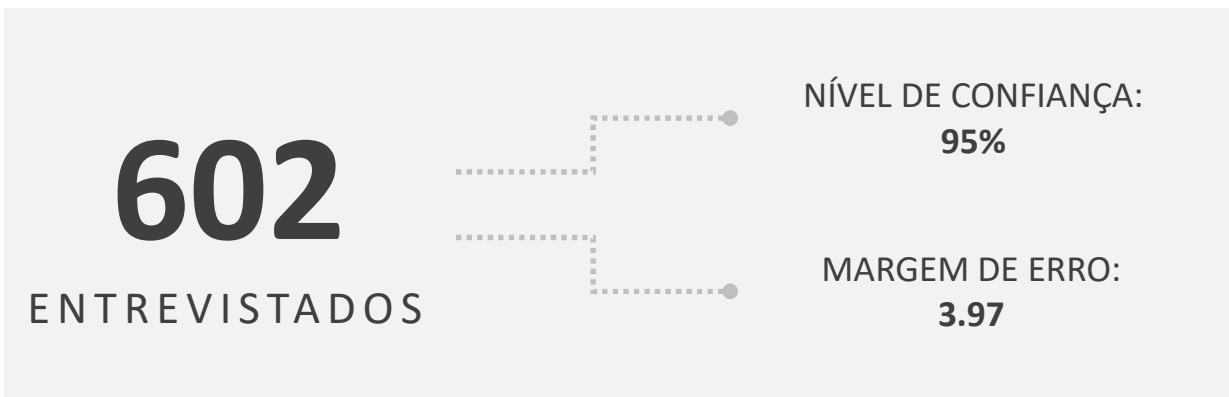 602
ENTREVISTADOS
NÍVEL DE CONFIANÇA:
95%
MARGEM DE ERRO:
3.97